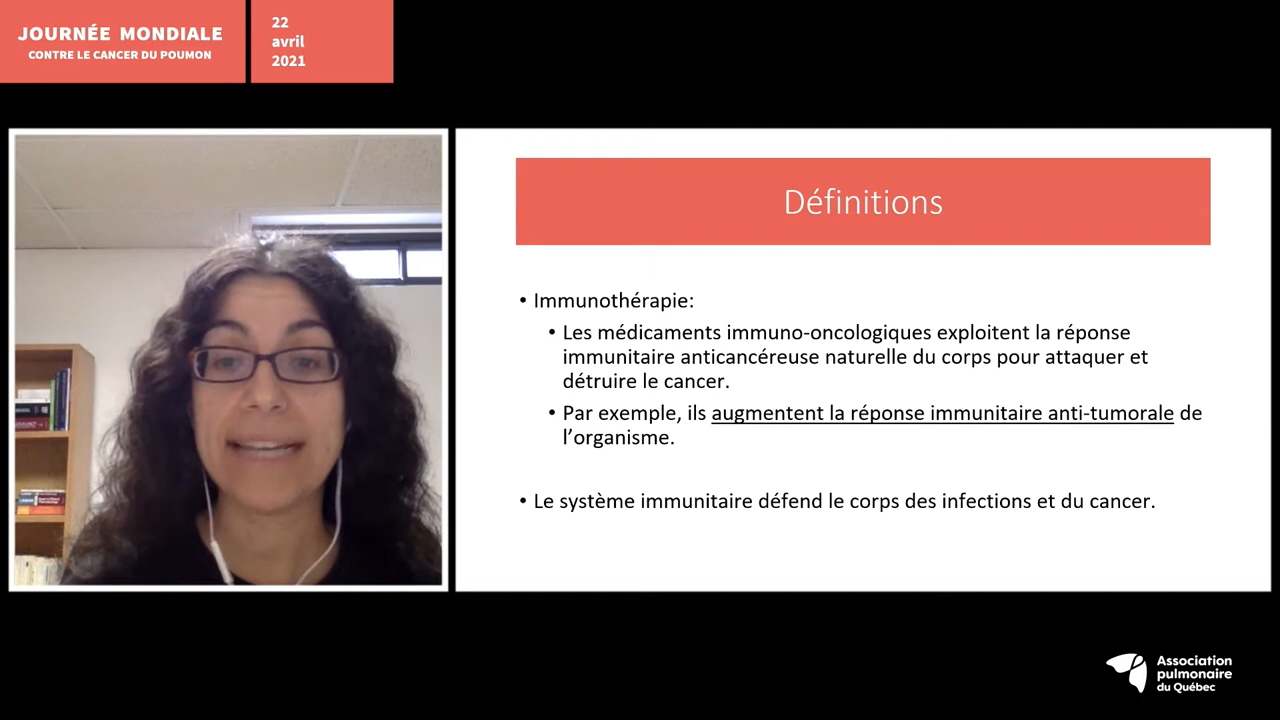 JOURNÉE MONDIALE
CONTRE LE CANCER DU POUMON
22
avril
2021
Définitions
• Immunothérapie:
• Les médicaments immuno-oncologiques exploitent la réponse
immunitaire anticancéreuse naturelle du corps pour attaquer et
détruire le cancer.
• Par exemple, ils augmentent la réponse immunitaire anti-tumorale de
l’organisme.
• Le système immunitaire défend le corps des infections et du cancer.
Association
pulmonaire
du Québec